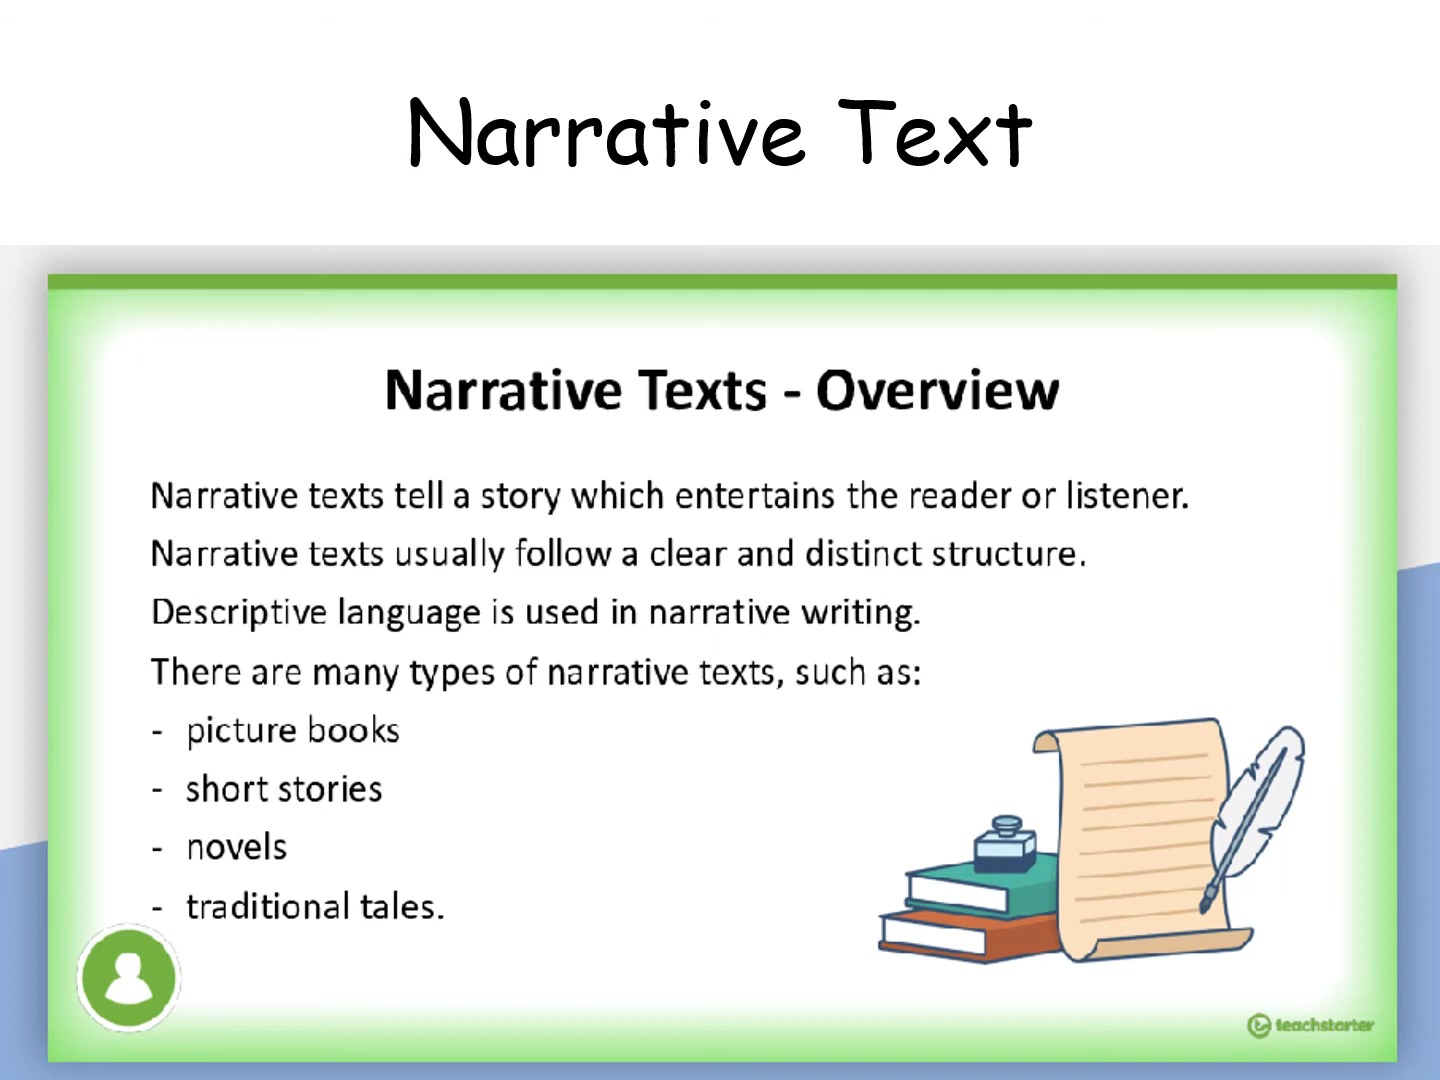 Narrative Text
Narrative Texts - Overview
Narrative texts tell a story which entertains the reader or listener.
Narrative texts usually follow a clear and distinct structure.
Descriptive language is used in narrative writing.
There are many types of narrative texts, such as:
- picture books
- short stories
- novels
- traditional tales.
teachstarter